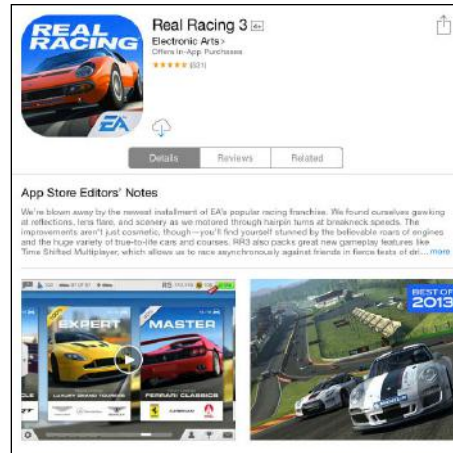 REAL
RACING
EA
Real Racing 3 4+
Electronic Arts >
Offers In-App Purchases
★★★★★ (531)
Details Reviews Related
App Store Editors' Notes
We're blown away by the newest installment of EA's popular racing franchise. We found ourselves gawking
at reflections, lens flare, and scenery as we motored through hairpin turns at breakneck speeds. The
improvements aren't just cosmetic, though—you'll find yourself stunned by the believable roars of engines
and the huge variety of true-to-life cars and courses. RR3 also packs great new gameplay features like
Time Shifted Multiplayer, which allows us to race asynchronously against friends in fierce tests of dri... more
R$
EXPERT
LUXURY GRAND TOURERS
MASTER
FERRARI CLASSICS
BEST OF
2013